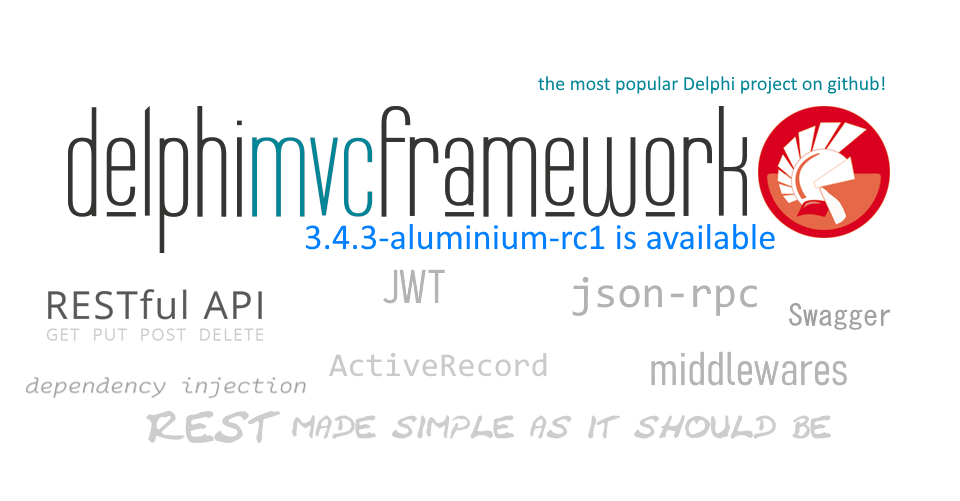 the most popular Delphi project on github!
delphimvcframework
3.4.3-aluminium-rc1 is available
JWT
json-rpc
RESTful API
Swagger
GET PUT POST DELETE
ActiveRecord
middlewares
dependency injection
REST MADE SIMPLE AS IT SHOULD BE